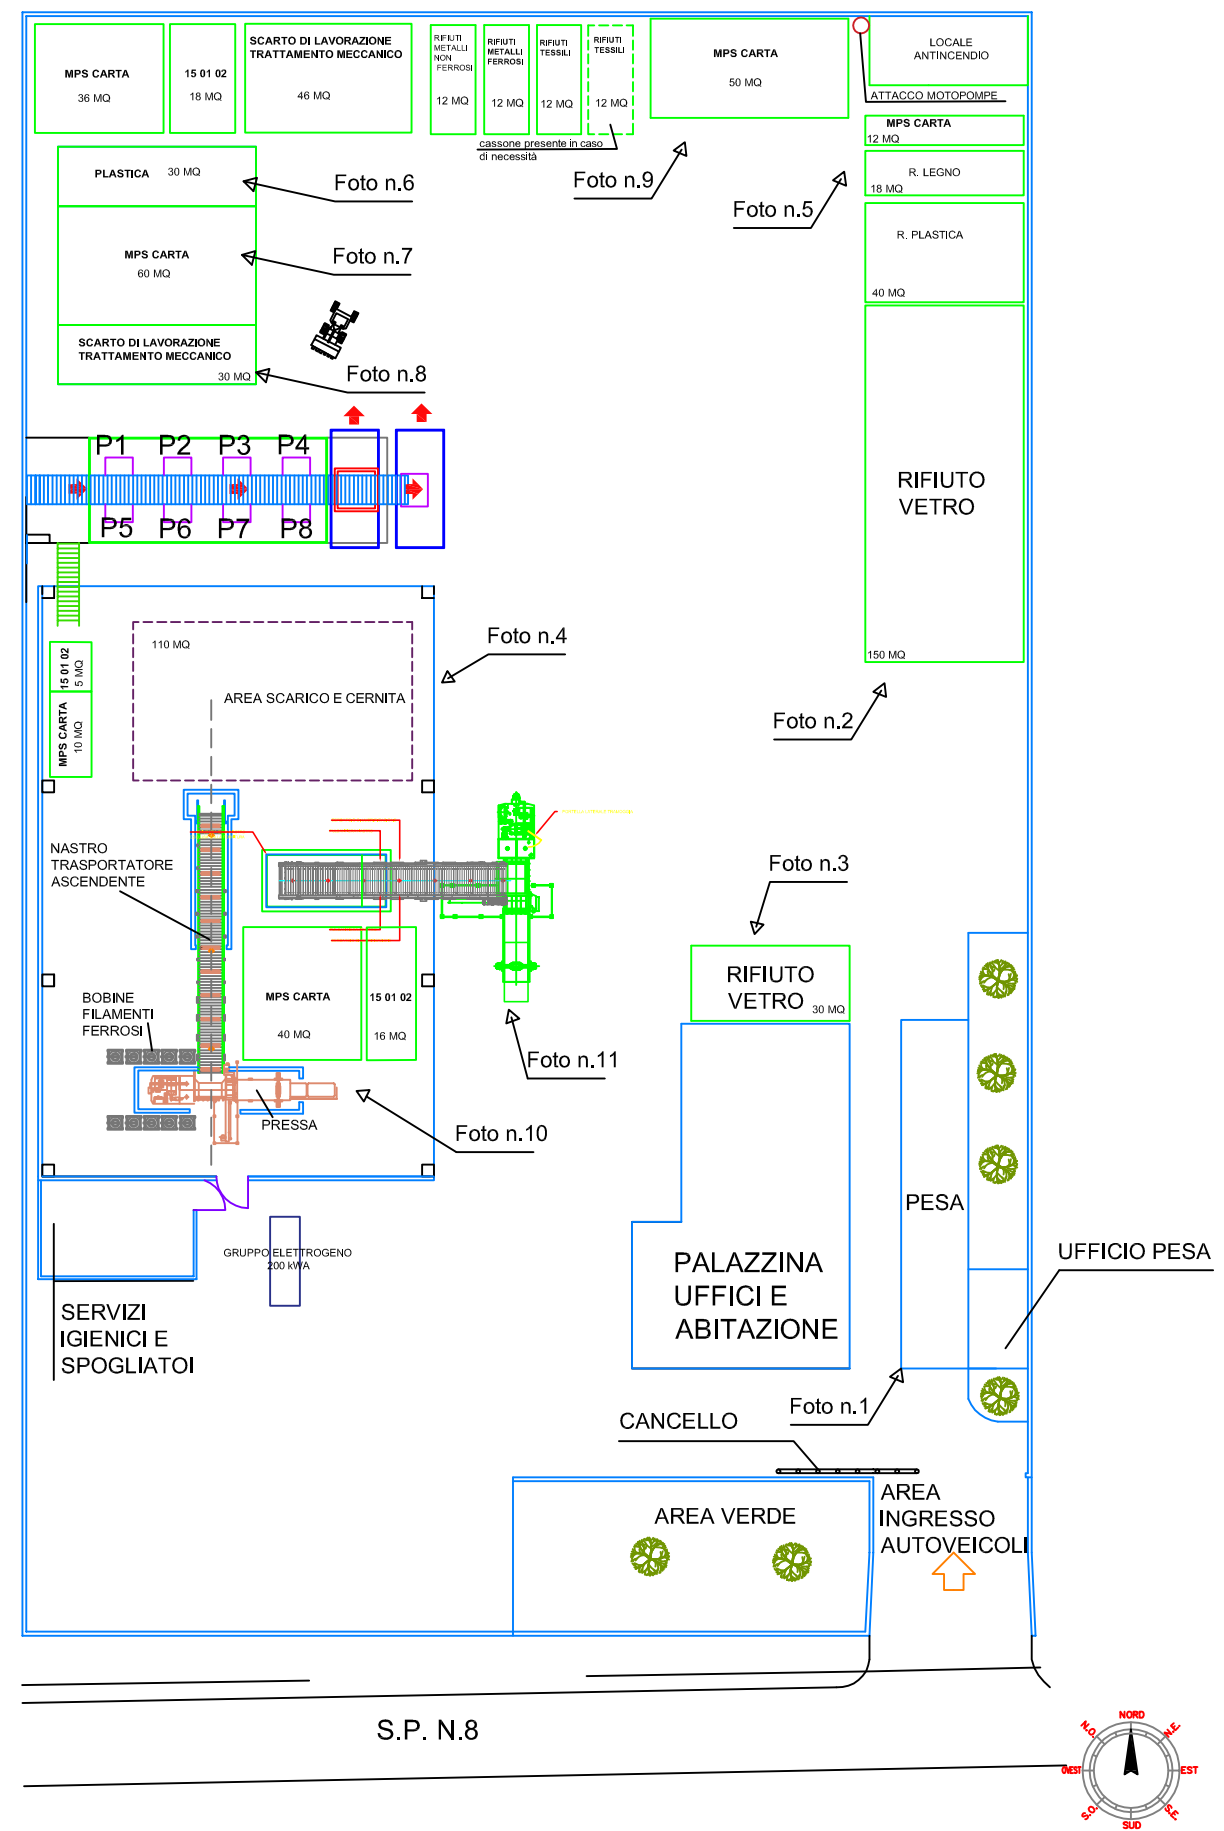 MPS CARTA
36 MQ
15 01 02
18 MQ
SCARTO DI LAVORAZIONE
TRATTAMENTO MECCANICO
46 MQ
RIFIUTI
METALLI
NON
FERROSI
12 MQ
RIFIUTI
METALLI
FERROSI
12 MQ
RIFIUTI
TESSILI
12 MQ
RIFIUTI
TESSILI
12 MQ
cassone presente in caso
di necessità
MPS CARTA
50 MQ
LOCALE
ANTINCENDIO
ATTACCO MOTOPOMPE
MPS CARTA
12 MQ
R. LEGNO
18 MQ
R. PLASTICA
40 MQ
RIFIUTO
VETRO
150 MQ
PLASTICA 30 MQ
MPS CARTA
60 MQ
SCARTO DI LAVORAZIONE
TRATTAMENTO MECCANICO
30 MQ
Foto n.6
Foto n.7
Foto n.8
Foto n.9
Foto n.5
P1 P2 P3 P4
P5 P6 P7 P8
Foto n.4
110 MQ
AREA SCARICO E CERNITA
15 01 02
5 MQ
MPS CARTA
10 MQ
Foto n.2
NASTRO
TRASPORTATORE
ASCENDENTE
Foto n.3
RIFIUTO
VETRO
30 MQ
MPS CARTA
40 MQ
15 01 02
16 MQ
BOBINE
FILAMENTI
FERROSI
Foto n.11
PRESSA
Foto n.10
PESA
UFFICIO PESA
GRUPPO ELETTROGENO
200 kWA
PALAZZINA
UFFICI E
ABITAZIONE
SERVIZI
IGIENICI E
SPOGLIATOI
Foto n.1
CANCELLO
AREA VERDE
AREA
INGRESSO
AUTOVEICOLI
S.P. N.8
NORD
N.O.
N.E.
OVEST
EST
S.O.
S.E.
SUD